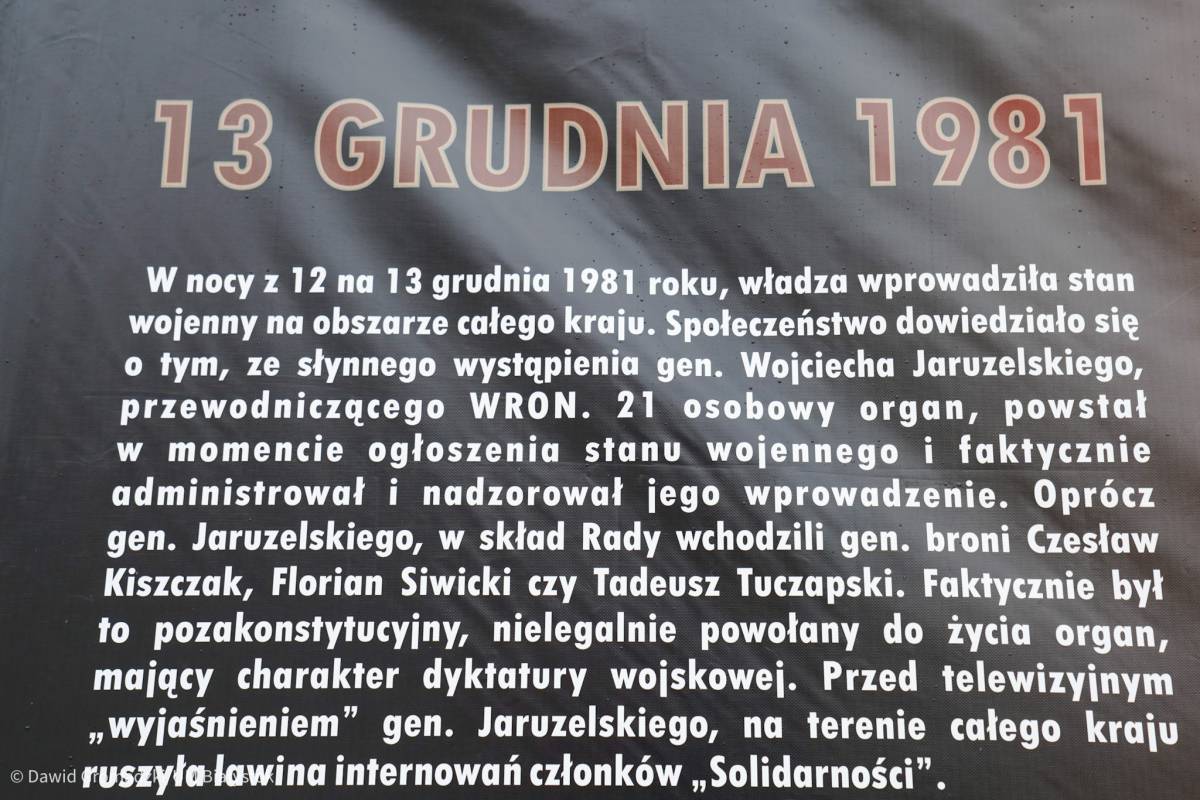 13 GRUDNIA 1981
W nocy z 12 na 13 grudnia 1981 roku, władza wprowadziła stan
wojenny na obszarze całego kraju. Społeczeństwo dowiedziało się
o tym, ze słynnego wystąpienia gen. Wojciecha Jaruzelskiego,
przewodniczącego WRON. 21 osobowy organ, powstał
w momencie ogłoszenia stanu wojennego i faktycznie
administrował i nadzorował jego wprowadzenie. Oprócz
gen. Jaruzelskiego, w skład Rady wchodzili gen. broni Czesław
Kiszczak, Florian Siwicki czy Tadeusz Tuczapski. Faktycznie był
to pozakonstytucyjny, nielegalnie powołany do życia organ,
mający charakter dyktatury wojskowej. Przed telewizyjnym
„wyjaśnieniem” gen. Jaruzelskiego, na terenie całego kraju
ruszyła lawina internowań członków „Solidarności”.
© Dawid